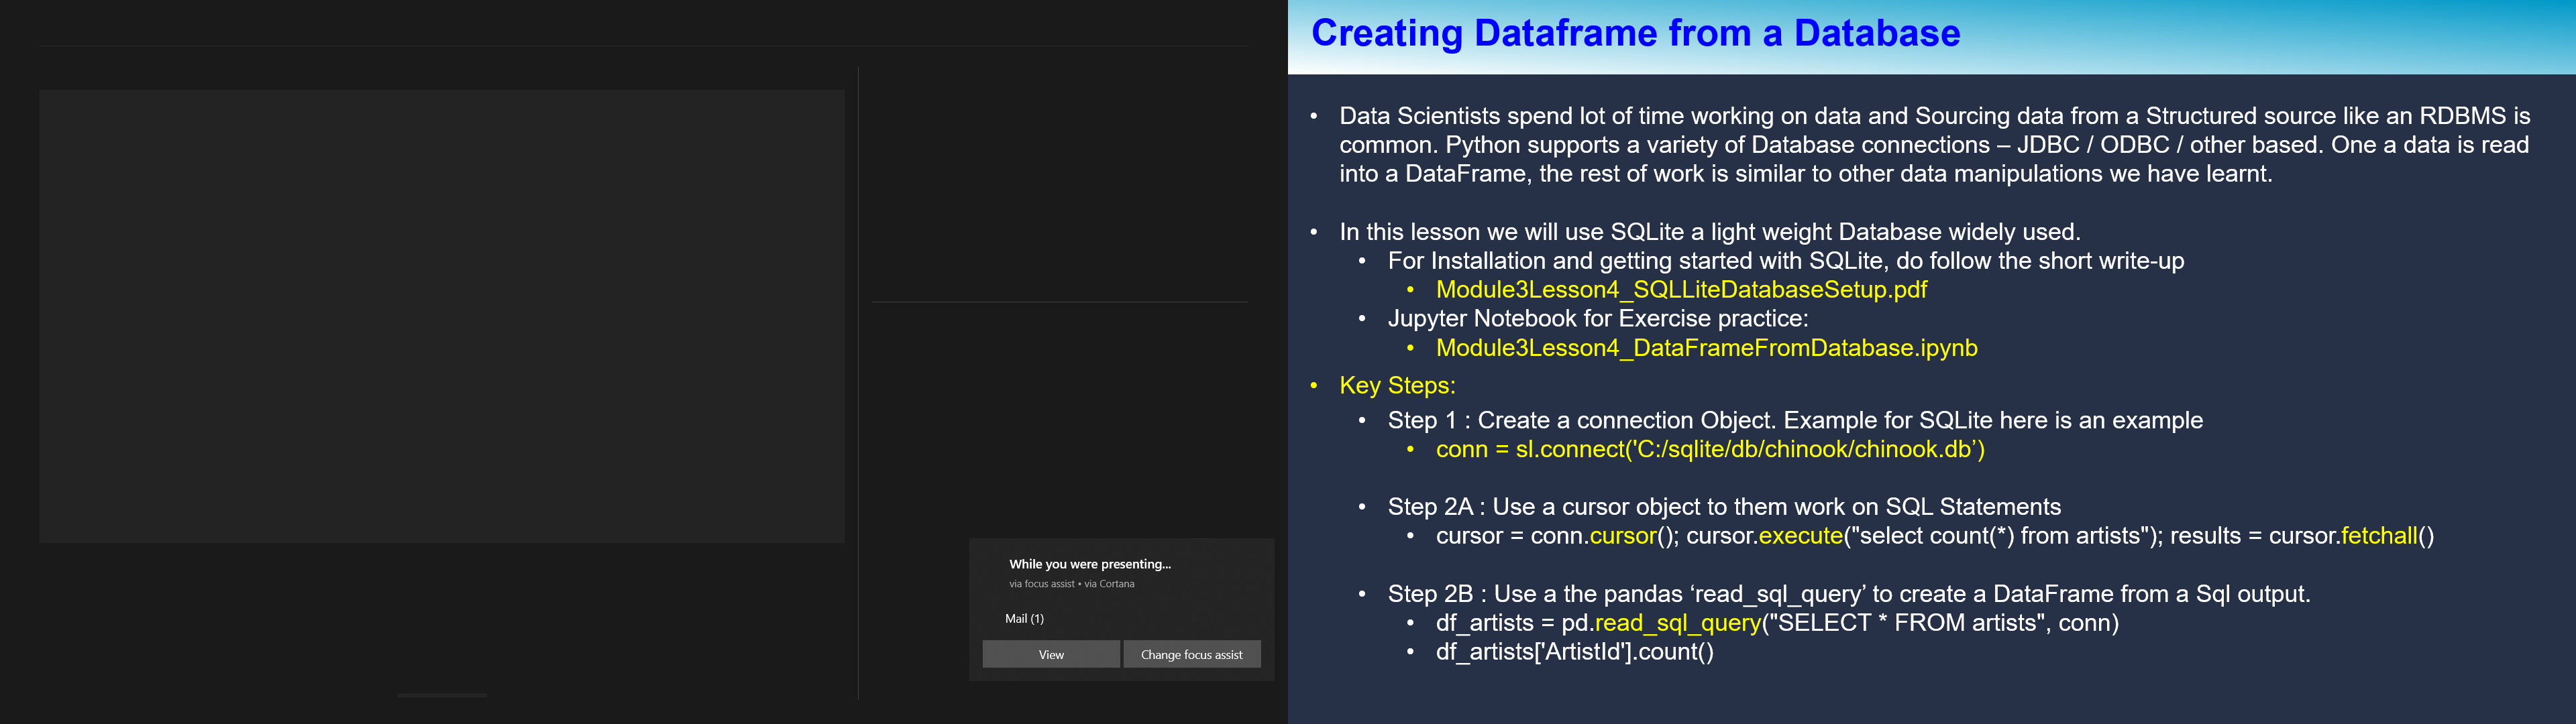 While you were presenting...
via focus assist • via Cortana
Mail (1)
View
Change focus assist
Creating Dataframe from a Database
• Data Scientists spend lot of time working on data and Sourcing data from a Structured source like an RDBMS is
common. Python supports a variety of Database connections – JDBC / ODBC / other based. One a data is read
into a DataFrame, the rest of work is similar to other data manipulations we have learnt.
• In this lesson we will use SQLite a light weight Database widely used.
• For Installation and getting started with SQLite, do follow the short write-up
• Module3Lesson4_SQLLiteDatabaseSetup.pdf
• Jupyter Notebook for Exercise practice:
• Module3Lesson4_DataFrameFromDatabase.ipynb
• Key Steps:
• Step 1 : Create a connection Object. Example for SQLite here is an example
• conn = sl.connect('C:/sqlite/db/chinook/chinook.db’)
• Step 2A : Use a cursor object to them work on SQL Statements
• cursor = conn.cursor(); cursor.execute("select count(*) from artists"); results = cursor.fetchall()
• Step 2B : Use a the pandas ‘read_sql_query’ to create a DataFrame from a Sql output.
• df_artists = pd.read_sql_query("SELECT * FROM artists", conn)
• df_artists['ArtistId'].count()